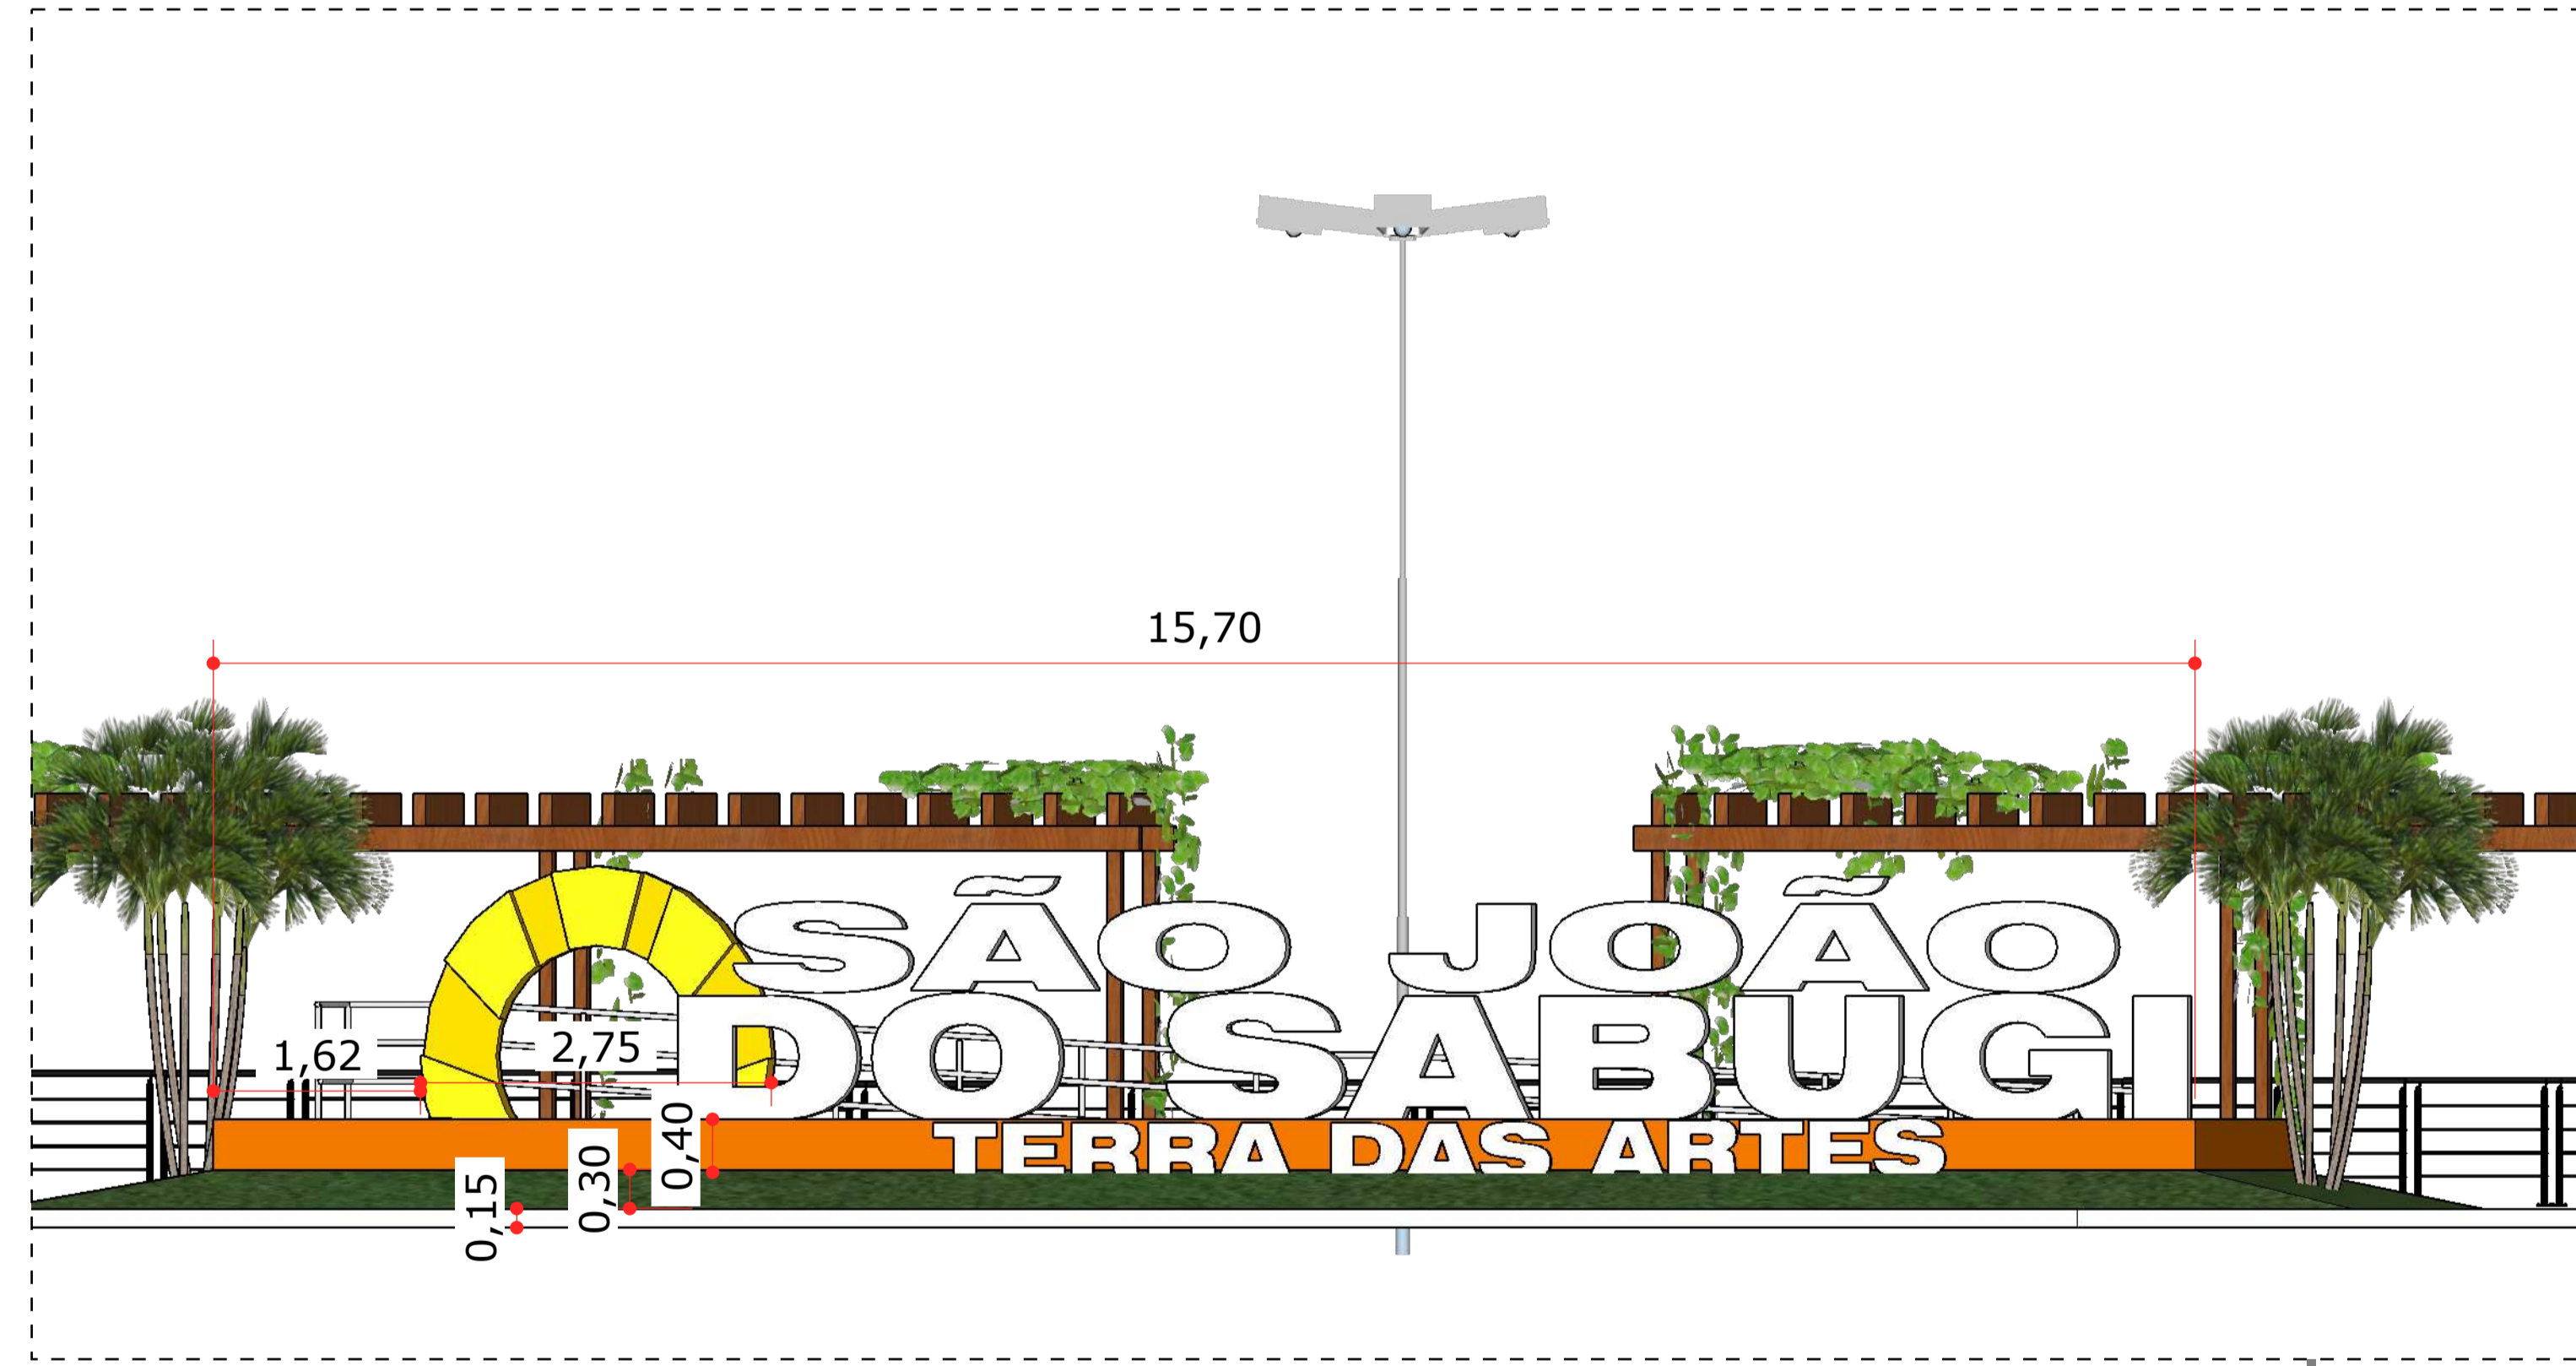 15,70
SÃO JOÃO
DO SABUGI
1,62
2,75
TERRA DAS ARTES
0,40
0,30
0,15